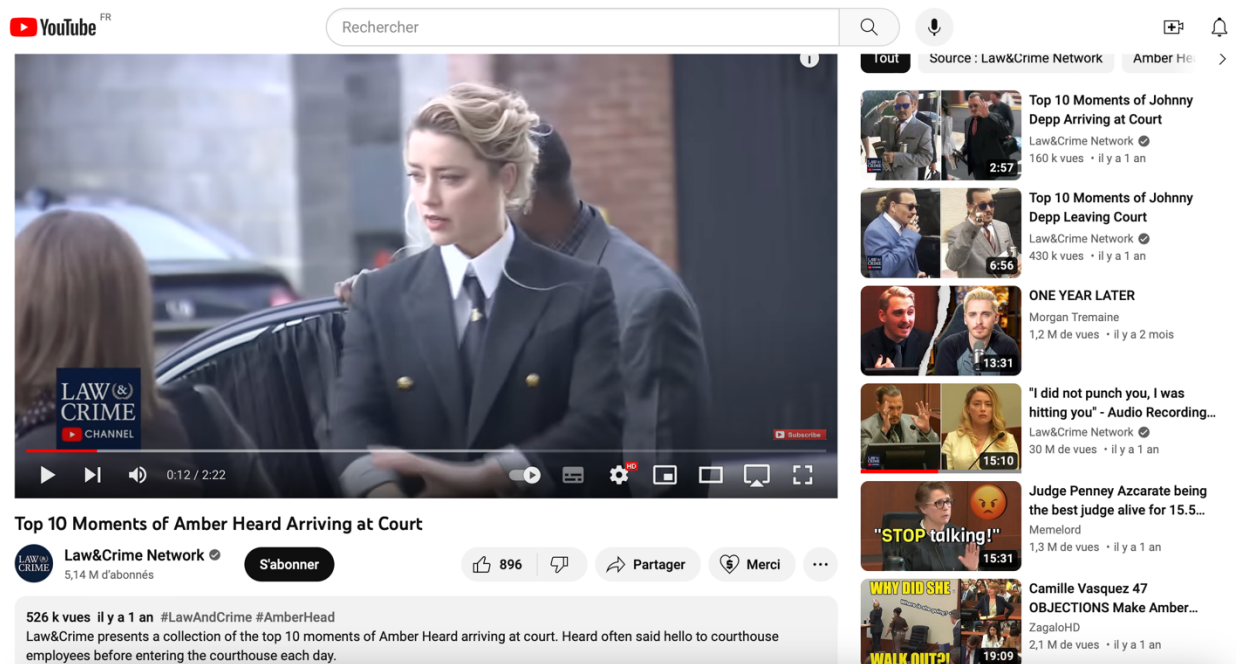 YouTube FR
Rechercher
Tout
Source : Law&Crime Network
Amber He
LAW &
CRIME
CHANNEL
Subscribe
0:12 / 2:22
HD
Top 10 Moments of Amber Heard Arriving at Court
LAW &
CRIME
Law&Crime Network
5,14 M d'abonnés
S'abonner
896
Partager
Merci
526 k vues il y a 1 an #LawAndCrime #AmberHead
Law&Crime presents a collection of the top 10 moments of Amber Heard arriving at court. Heard often said hello to courthouse
employees before entering the courthouse each day.
2:57
Top 10 Moments of Johnny
Depp Arriving at Court
Law&Crime Network
160 k vues • il y a 1 an
6:56
Top 10 Moments of Johnny
Depp Leaving Court
Law&Crime Network
430 k vues • il y a 1 an
13:31
ONE YEAR LATER
Morgan Tremaine
1,2 M de vues • il y a 2 mois
15:10
"I did not punch you, I was
hitting you" - Audio Recording...
Law&Crime Network
30 M de vues • il y a 1 an
"STOP talking!"
15:31
Judge Penney Azcarate being
the best judge alive for 15.5...
Memelord
1,3 M de vues • il y a 1 an
WHY DID SHE
Where is she going?
WALK OUT?!
19:09
Camille Vasquez 47
OBJECTIONS Make Amber...
ZagaloHD
2,1 M de vues • il y a 1 an